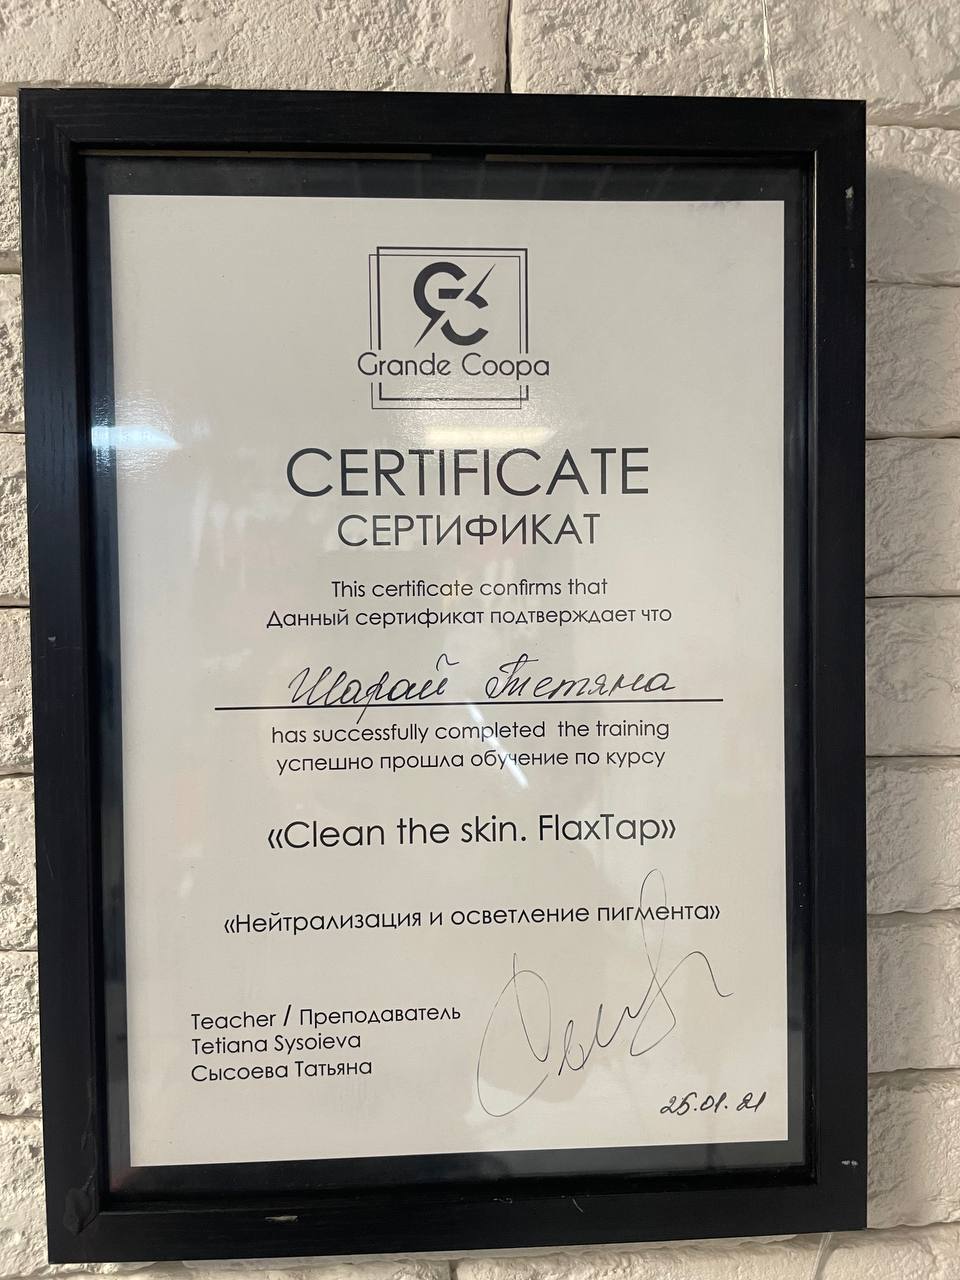 GC
Grande Coopa
CERTIFICATE
СЕРТИФИКАТ
This certificate confirms that
Данный сертификат подтверждает что
Шарай Тетяна
has successfully completed the training
успешно прошла обучение по курсу
«Clean the skin. FlaxTap»
«Нейтрализация и осветление пигмента»
Teacher / Преподаватель
Tetiana Sysoieva
Сысоева Татьяна
25.01.21